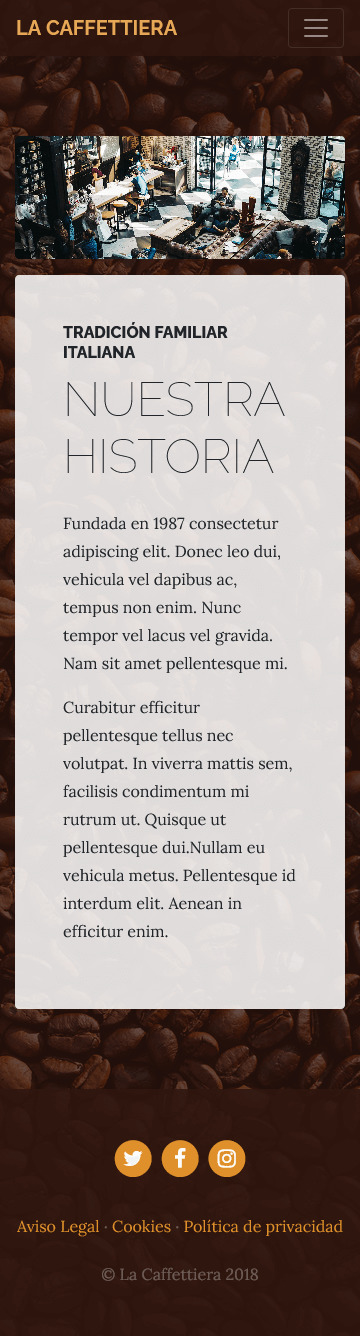 LA CAFFETTIERA
TRADICIÓN FAMILIAR
ITALIANA
NUESTRA
HISTORIA
Fundada en 1987 consectetur
adipiscing elit. Donec leo dui,
vehicula vel dapibus ac,
tempus non enim. Nunc
tempor vel lacus vel gravida.
Nam sit amet pellentesque mi.
Curabitur efficitur
pellentesque tellus nec
volutpat. In viverra mattis sem,
facilisis condimentum mi
rutrum ut. Quisque ut
pellentesque dui.Nullam eu
vehicula metus. Pellentesque id
interdum elit. Aenean in
efficitur enim.
Aviso Legal · Cookies · Política de privacidad
© La Caffettiera 2018